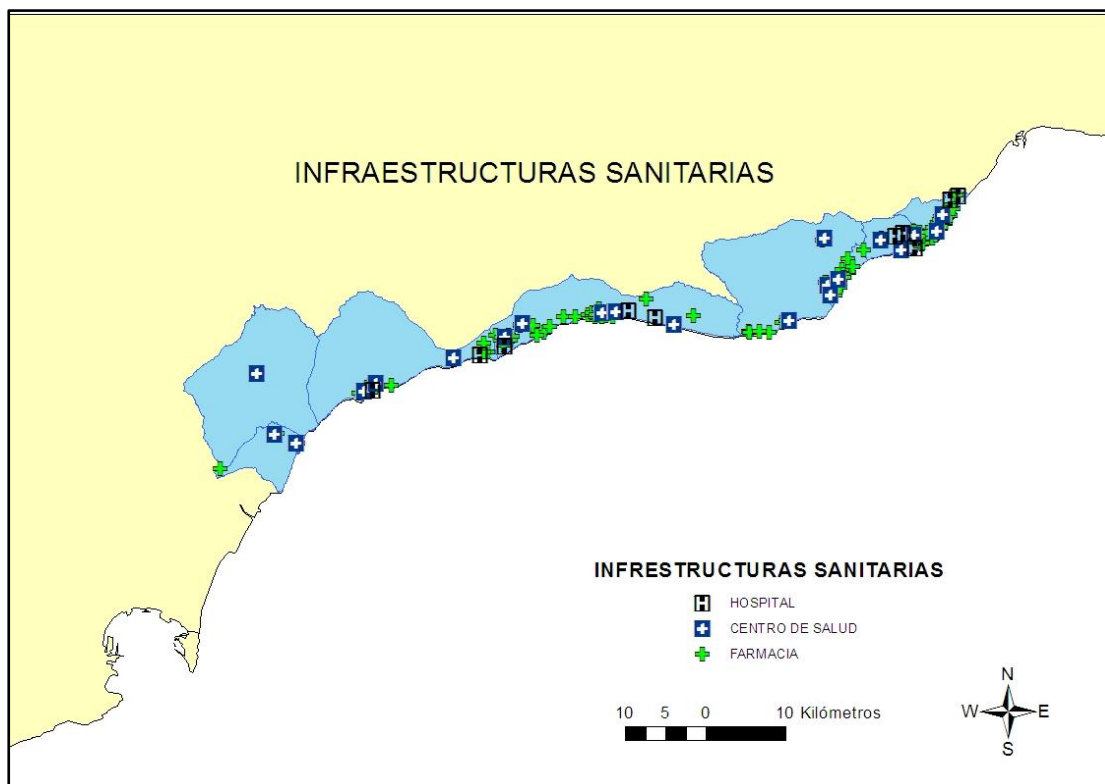 INFRAESTRUCTURAS SANITARIAS
INFRESTRUCTURAS SANITARIAS
H HOSPITAL
CENTRO DE SALUD
FARMACIA
10 5 0 10 Kilómetros
N
W E
S